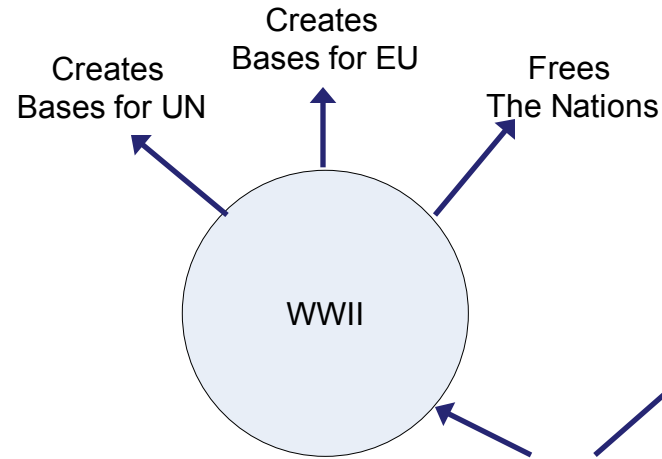 Creates
Bases for UN
Creates
Bases for EU
Frees
The Nations
WWII